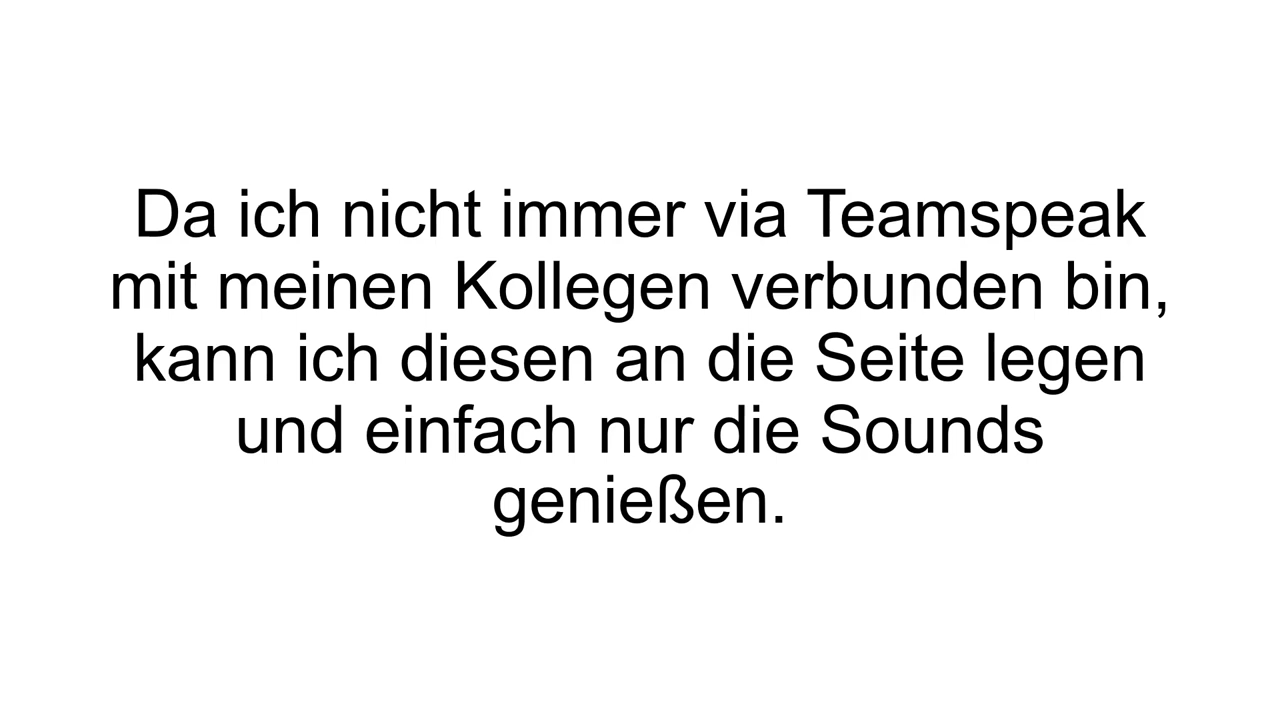 Da ich nicht immer via Teamspeak
mit meinen Kollegen verbunden bin,
kann ich diesen an die Seite legen
und einfach nur die Sounds
genießen.